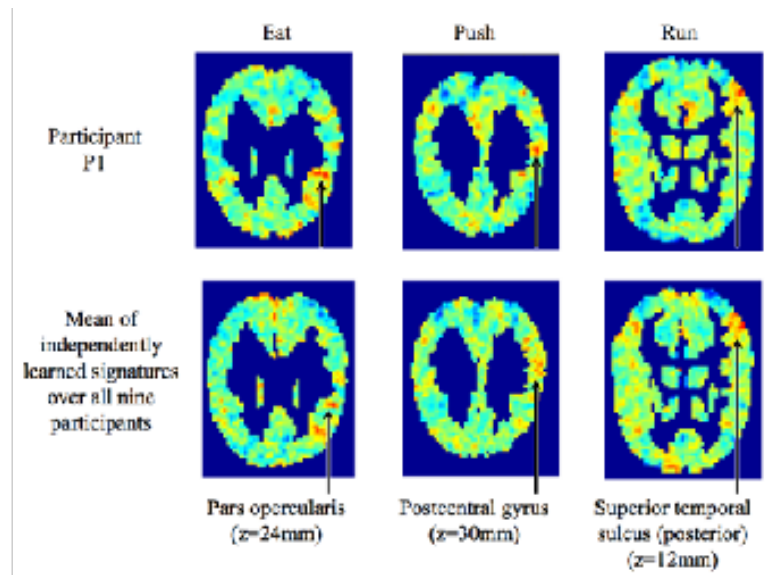 Eat
Push
Run
Participant
P1
Mean of
independently
learned signatures
over all nine
participants
Pars opercularis
(z=24mm)
Postcentral gyrus
(z=30mm)
Superior temporal
sulcus (posterior)
(z=12mm)